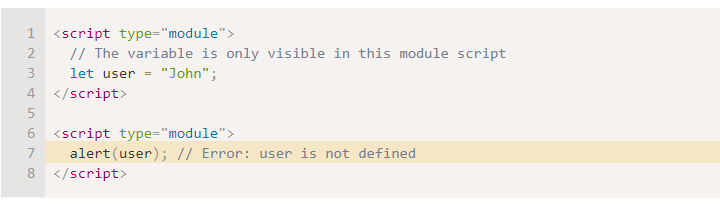 1 <script type="module">
2   // The variable is only visible in this module script
3   let user = "John";
4 </script>
5
6 <script type="module">
7   alert(user); // Error: user is not defined
8 </script>